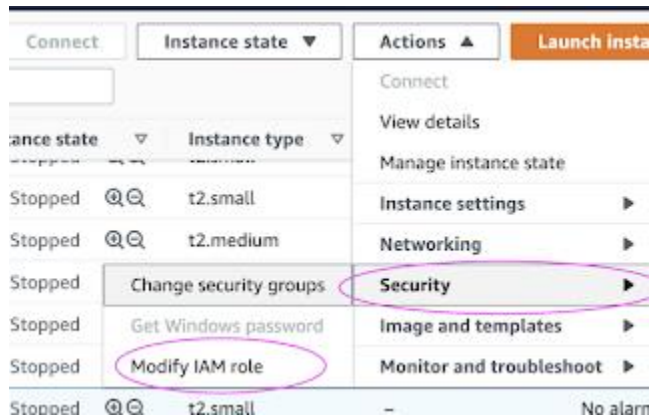 Connect Instance state ▼ Actions ▲ Launch insta
Connect
View details
ance state Instance type
Manage instance state
Stopped t2.small Instance settings
Stopped t2.medium Networking
Stopped Change security groups Security
Stopped Get Windows password Image and templates
Stopped Modify IAM role Monitor and troubleshoot
Stopped t2.small – No alarm